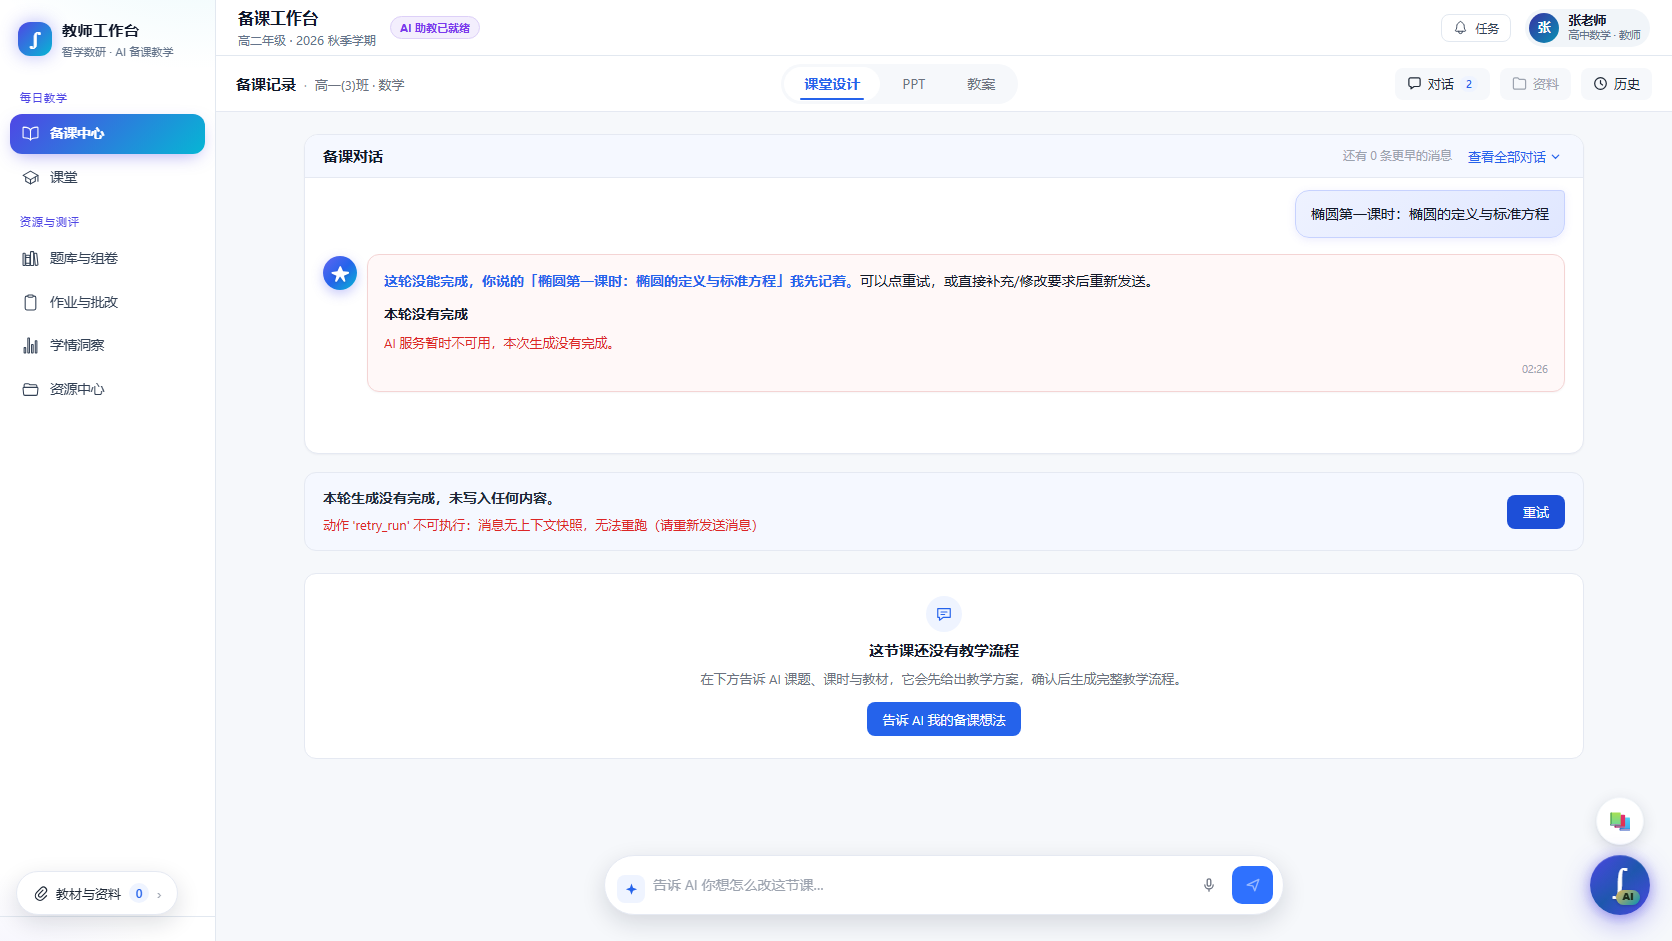 教师工作台
智学数研 · AI 备课教学
每日教学
备课中心
课堂
资源与测评
题库与组卷
作业与批改
学情洞察
资源中心
教材与资料 0 ›
备课工作台
高二年级 · 2026 秋季学期
AI 助教已就绪
任务
张
张老师
高中数学 · 教师
备课记录 · 高一(3)班 · 数学
课堂设计 PPT 教案
对话 2
资料
历史
备课对话
还有 0 条更早的消息 查看全部对话
椭圆第一课时：椭圆的定义与标准方程
这轮没能完成，你说的「椭圆第一课时：椭圆的定义与标准方程」我先记着。可以点重试，或直接补充/修改要求后重新发送。
本轮没有完成
AI 服务暂时不可用，本次生成没有完成。
02:26
本轮生成没有完成，未写入任何内容。
动作 'retry_run' 不可执行：消息无上下文快照，无法重跑（请重新发送消息）
重试
这节课还没有教学流程
在下方告诉 AI 课题、课时与教材，它会先给出教学方案，确认后生成完整教学流程。
告诉 AI 我的备课想法
告诉 AI 你想怎么改这节课...
∫
AI